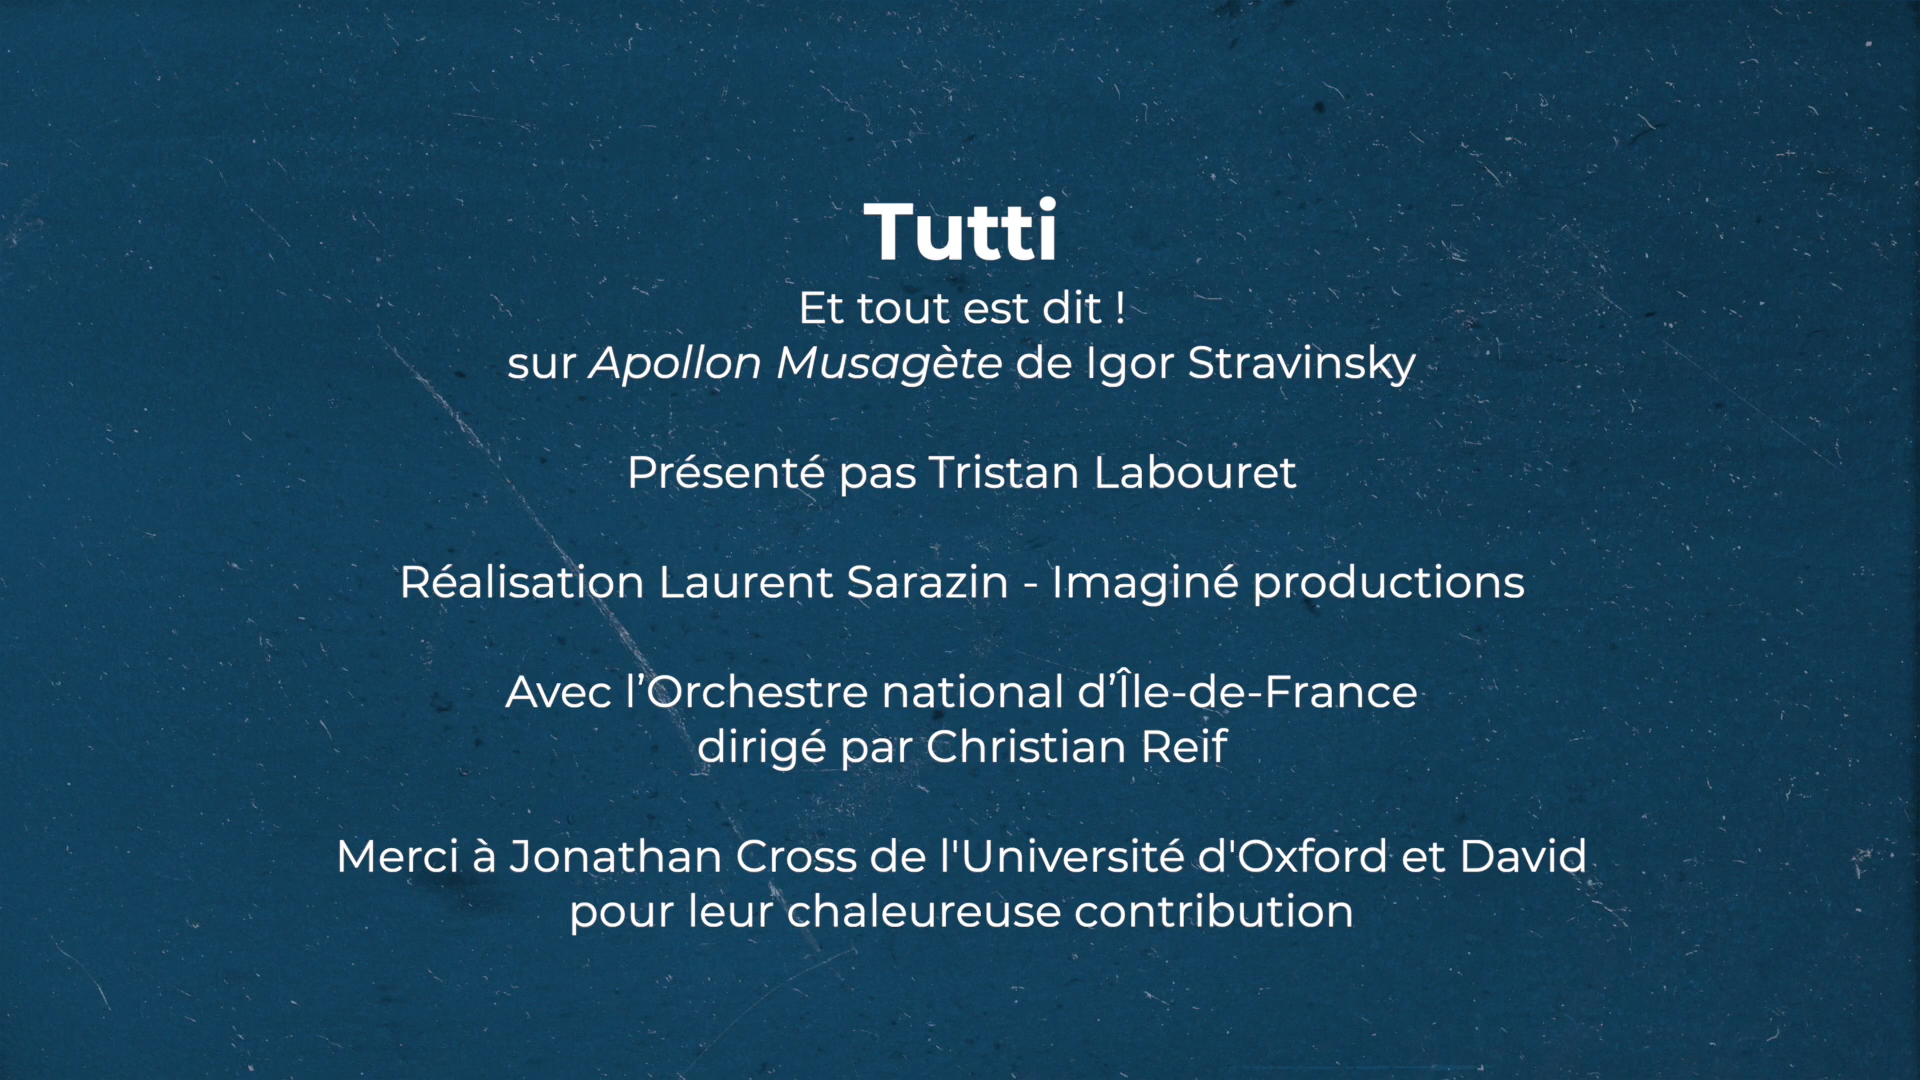 Tutti
Et tout est dit !
sur Apollon Musagète de Igor Stravinsky
Présenté pas Tristan Labouret
Réalisation Laurent Sarazin - Imaginé productions
Avec l’Orchestre national d’Île-de-France
dirigé par Christian Reif
Merci à Jonathan Cross de l'Université d'Oxford et David
pour leur chaleureuse contribution